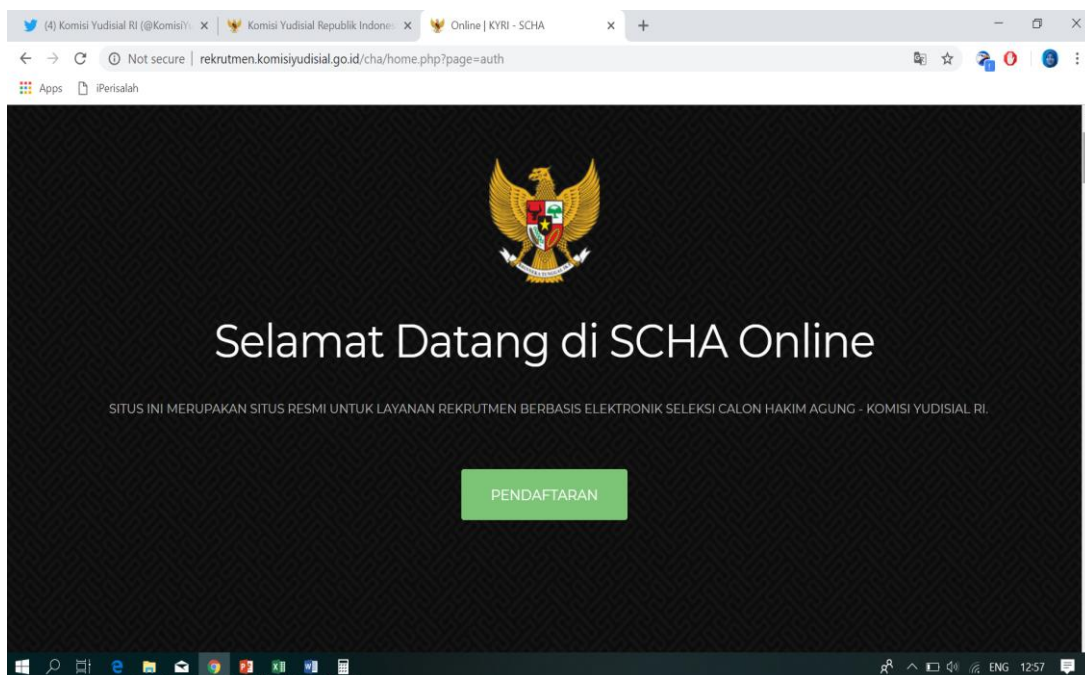 (4) Komisi Yudisial RI (@KomisiYu
Komisi Yudisial Republik Indones
Online | KYRI - SCHA
Not secure | rekrutmen.komisiyudisial.go.id/cha/home.php?page=auth
Apps
iPerisalah
Selamat Datang di SCHA Online
SITUS INI MERUPAKAN SITUS RESMI UNTUK LAYANAN REKRUTMEN BERBASIS ELEKTRONIK SELEKSI CALON HAKIM AGUNG - KOMISI YUDISIAL RI.
PENDAFTARAN
ENG 12:57